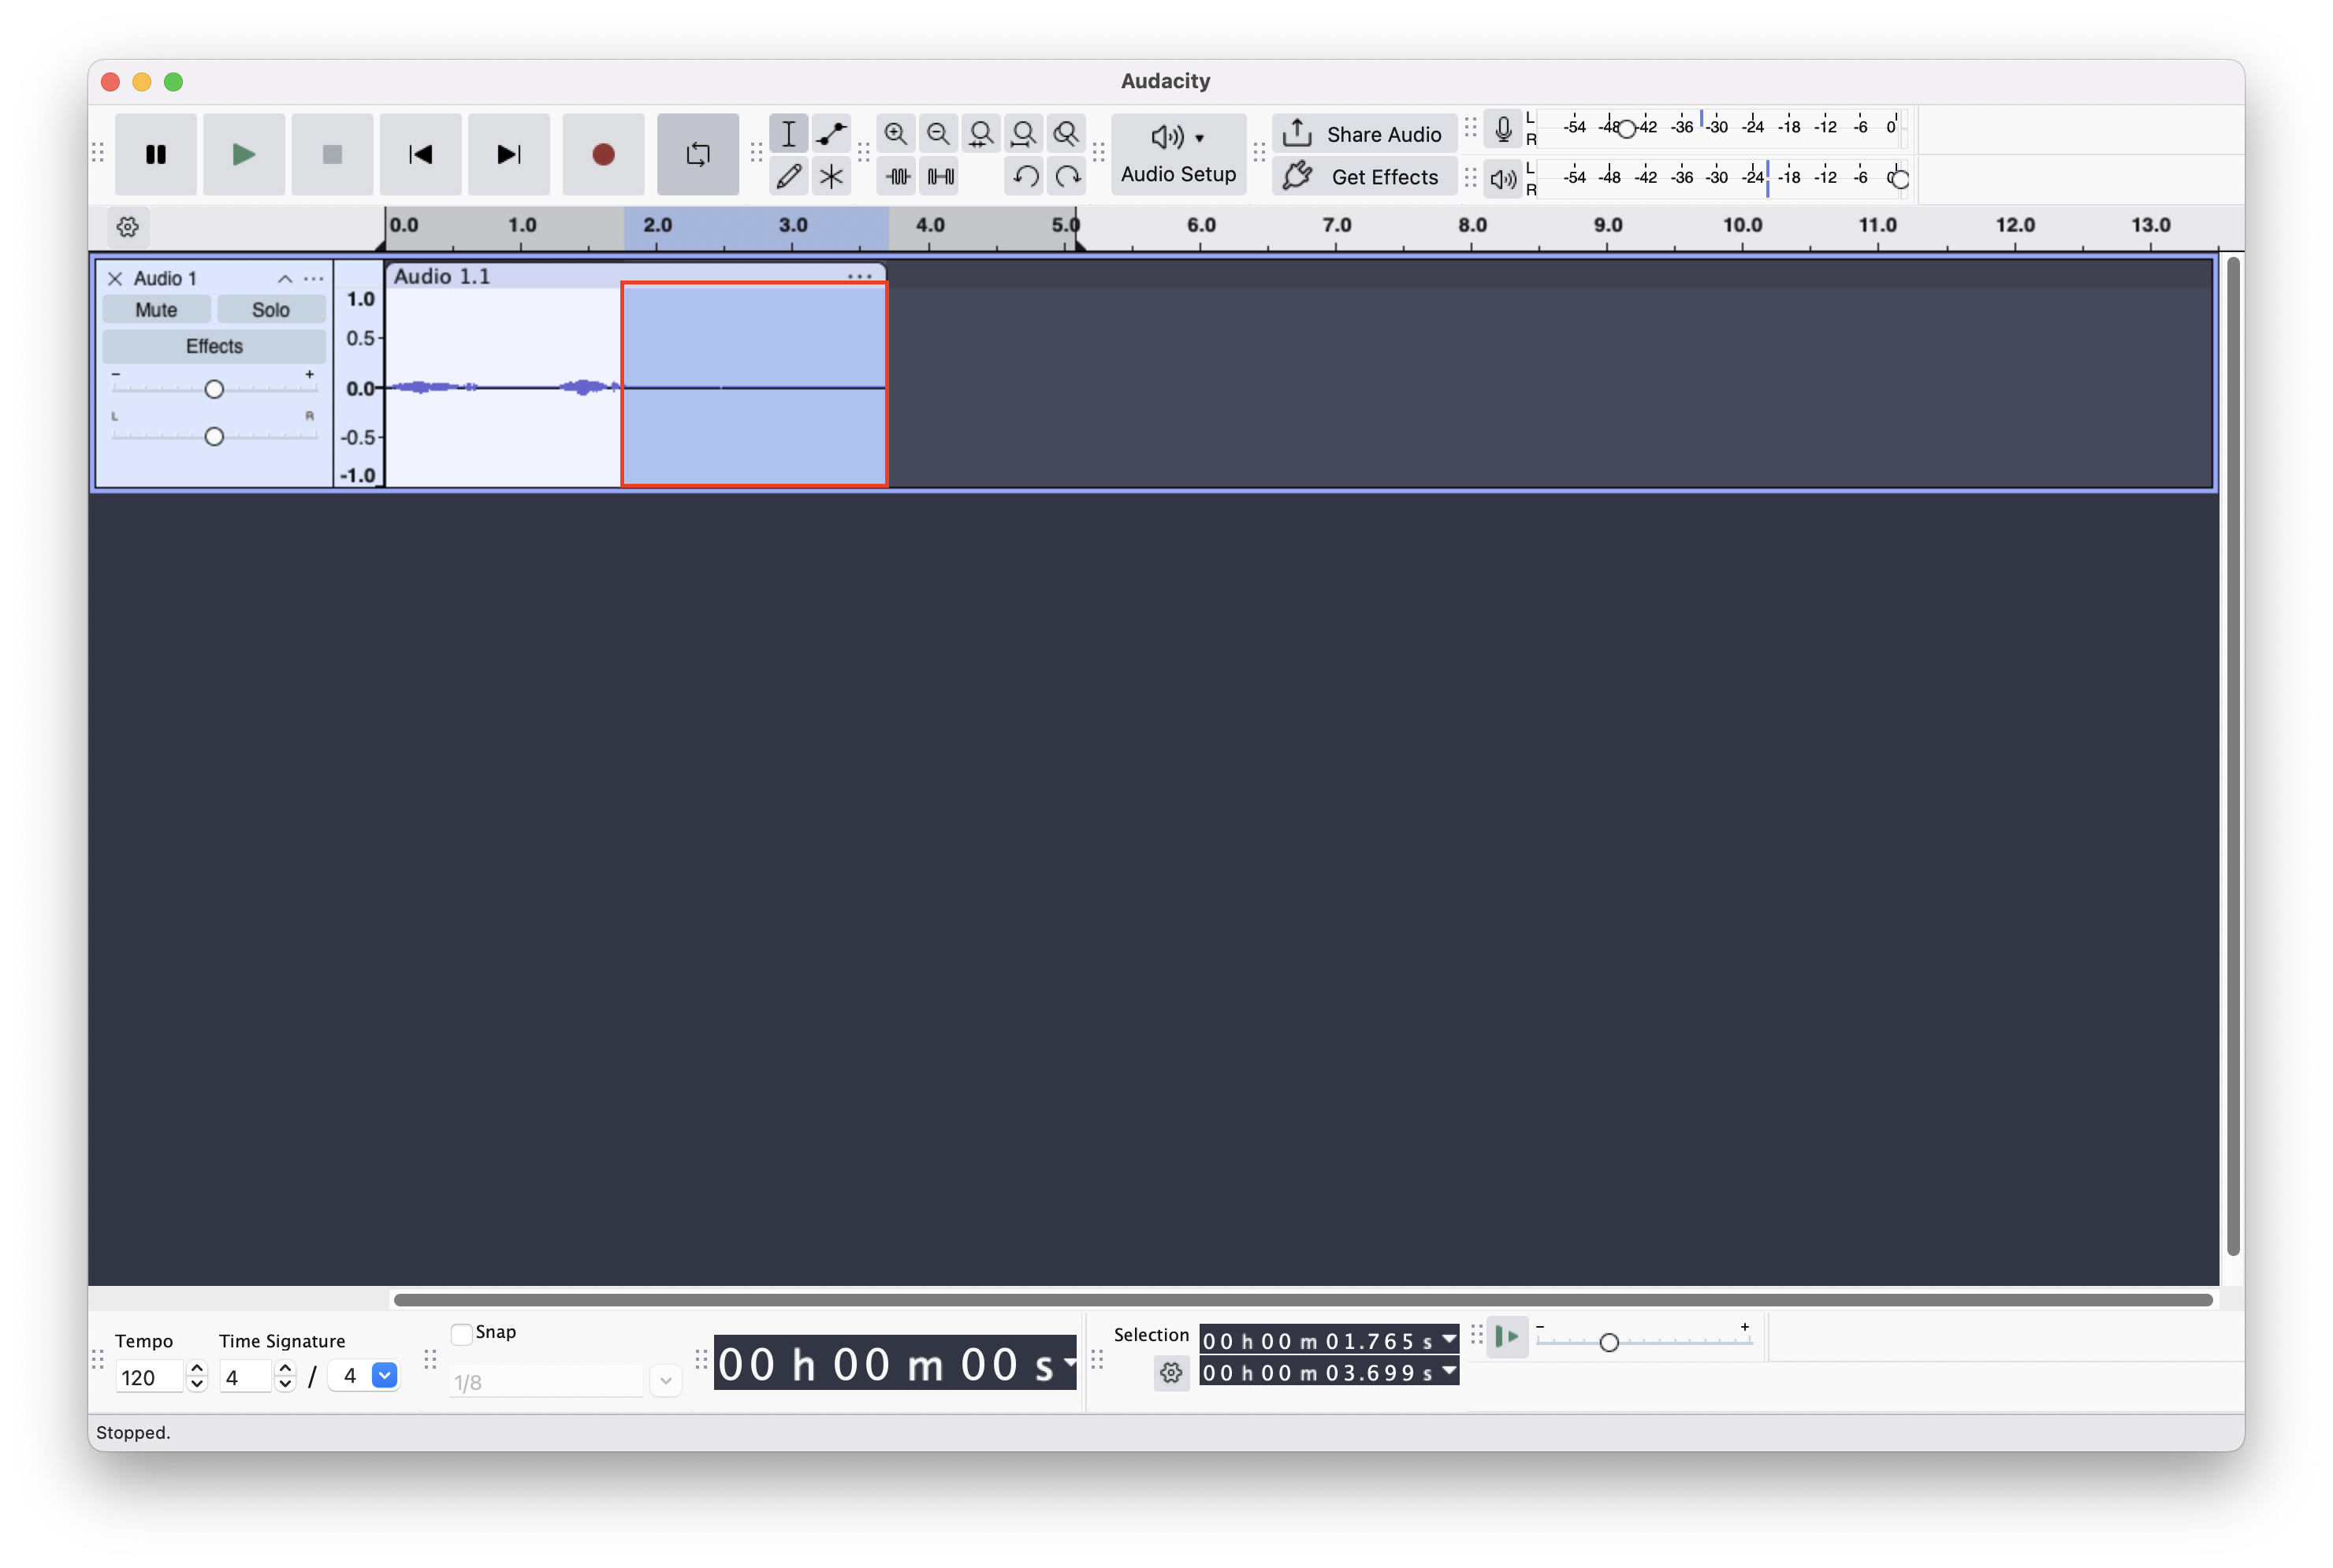 Audacity
Audio Setup
Share Audio
Get Effects
L
R
-54 -48 -42 -36 -30 -24 -18 -12 -6 0
L
R
-54 -48 -42 -36 -30 -24 -18 -12 -6 0
0.0 1.0 2.0 3.0 4.0 5.0 6.0 7.0 8.0 9.0 10.0 11.0 12.0 13.0
Audio 1
Mute Solo
Effects
- +
L R
1.0
0.5
0.0
-0.5
-1.0
Audio 1.1
Tempo
120
Time Signature
4 / 4
Snap
1/8
00 h 00 m 00 s
Selection
00 h 00 m 01.765 s
00 h 00 m 03.699 s
- +
Stopped.